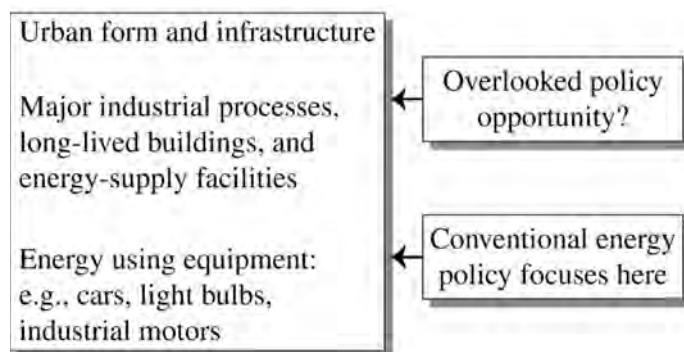 Urban form and infrastructure
Major industrial processes,
long-lived buildings, and
energy-supply facilities
Energy using equipment:
e.g., cars, light bulbs,
industrial motors
Overlooked policy
opportunity?
Conventional energy
policy focuses here